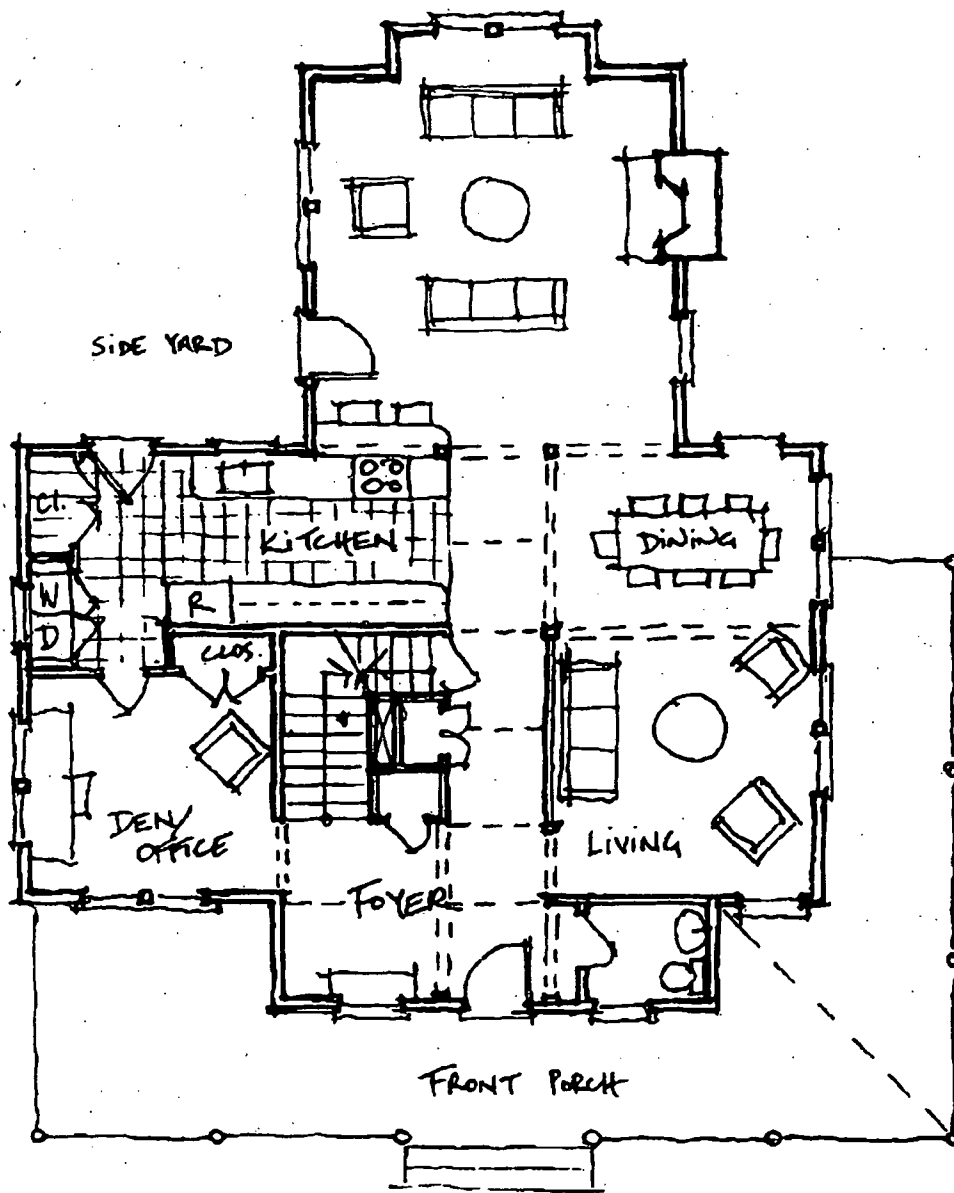 SIDE YARD
CL.
KITCHEN
DINING
W
R
D
CLOS.
DEN/
OFFICE
LIVING
FOYER
FRONT PORCH